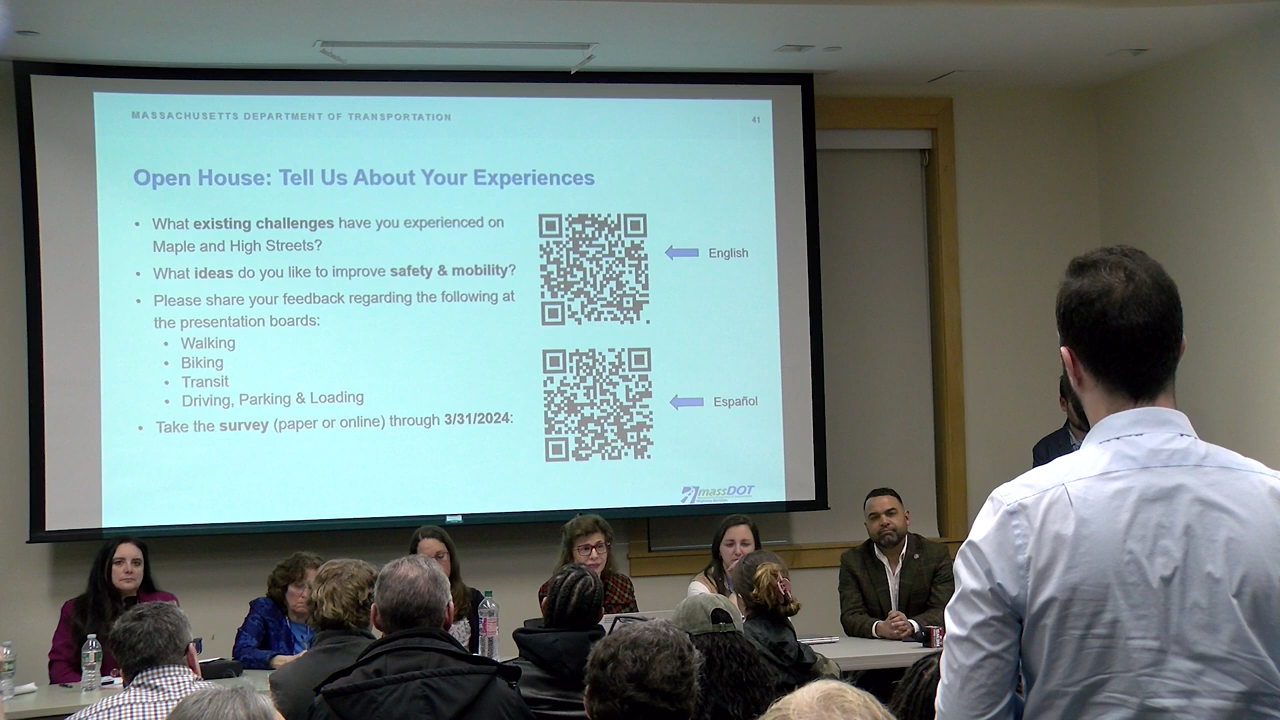 MASSACHUSETTS DEPARTMENT OF TRANSPORTATION
41
Open House: Tell Us About Your Experiences
• What existing challenges have you experienced on
Maple and High Streets?
• What ideas do you like to improve safety & mobility?
• Please share your feedback regarding the following at
the presentation boards:
• Walking
• Biking
• Transit
• Driving, Parking & Loading
• Take the survey (paper or online) through 3/31/2024:
English
Español
massDOT